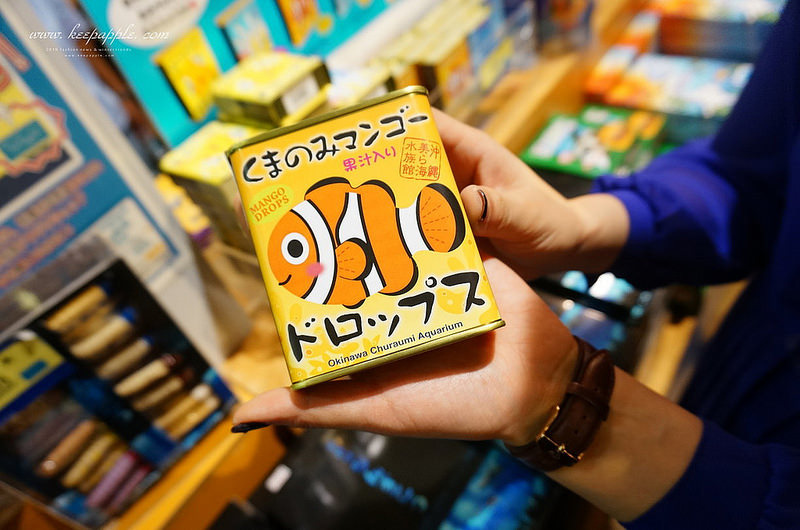 www.keepapple.com
くまのみマンゴー
果汁入り
沖縄
美ら海
水族館
MANGO
DROPS
ドロップス
Okinawa Churaumi Aquarium